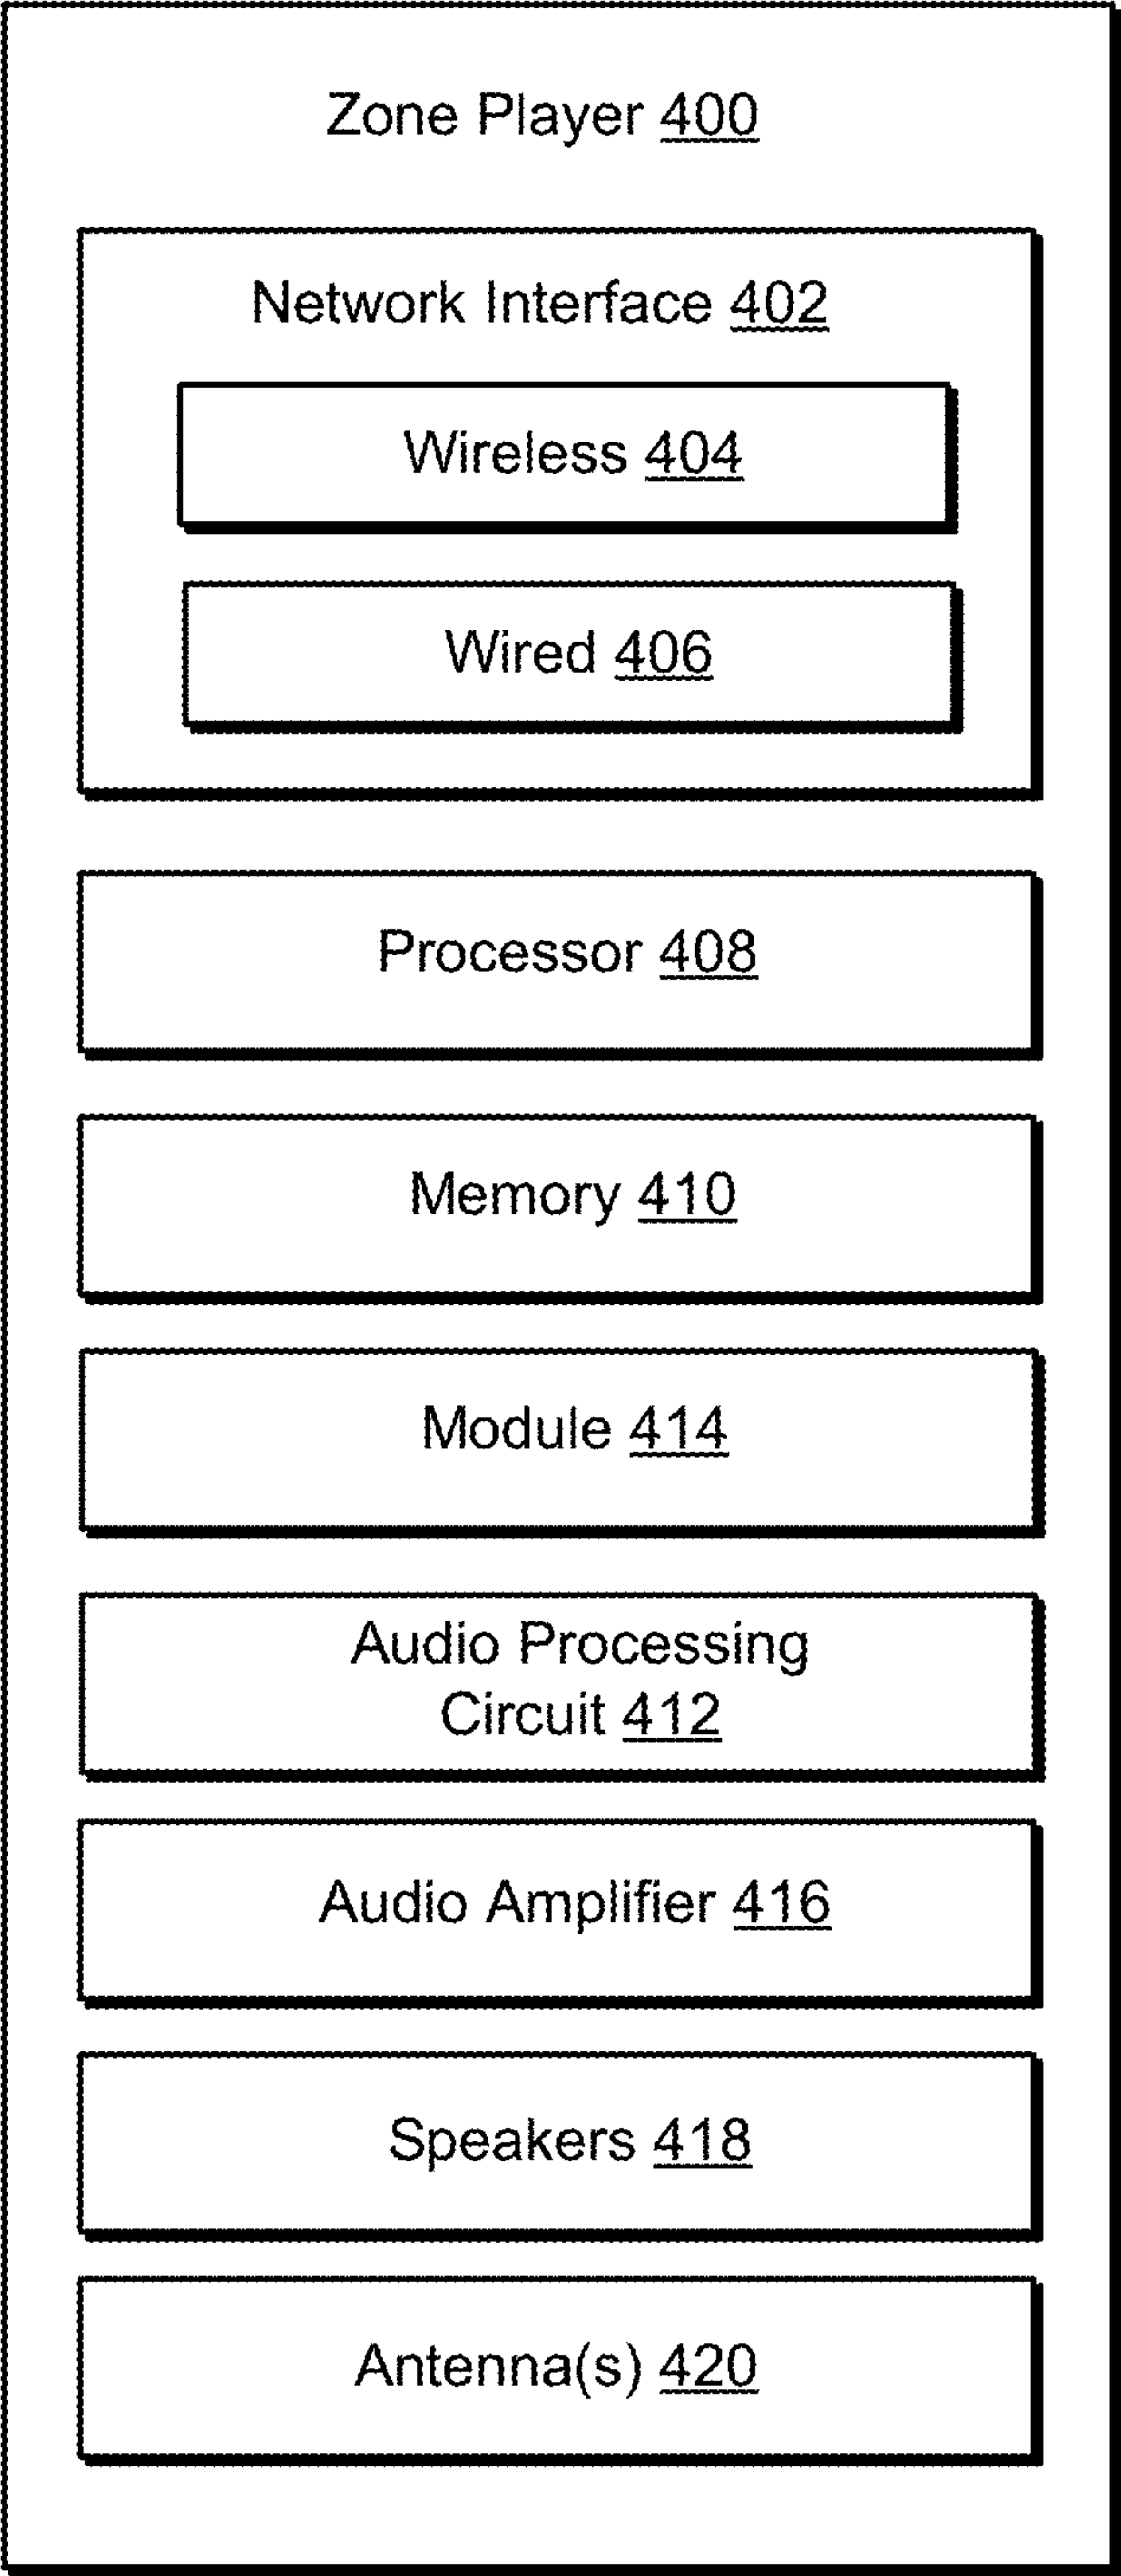 Zone Player 400
Network Interface 402
Wireless 404
Wired 406
Processor 408
Memory 410
Module 414
Audio Processing
Circuit 412
Audio Amplifier 416
Speakers 418
Antenna(s) 420